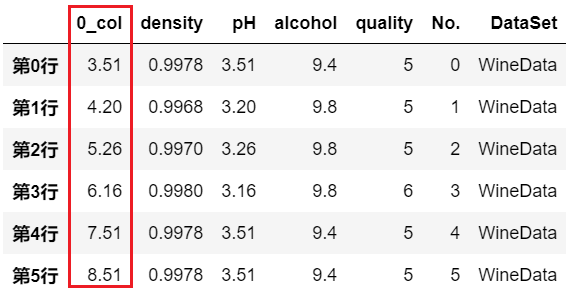 0_col density pH alcohol quality No. DataSet
第0行 3.51 0.9978 3.51 9.4 5 0 WineData
第1行 4.20 0.9968 3.20 9.8 5 1 WineData
第2行 5.26 0.9970 3.26 9.8 5 2 WineData
第3行 6.16 0.9980 3.16 9.8 6 3 WineData
第4行 7.51 0.9978 3.51 9.4 5 4 WineData
第5行 8.51 0.9978 3.51 9.4 5 5 WineData